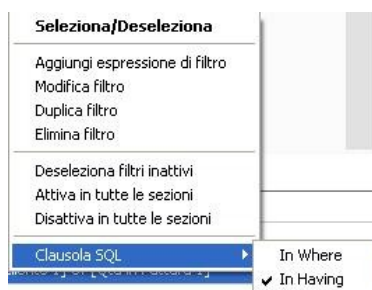 Seleziona/Deseleziona
Aggiungi espressione di filtro
Modifica filtro
Duplica filtro
Elimina filtro
Deseleziona filtri inattivi
Attiva in tutte le sezioni
Disattiva in tutte le sezioni
Clausola SQL
In Where
In Having